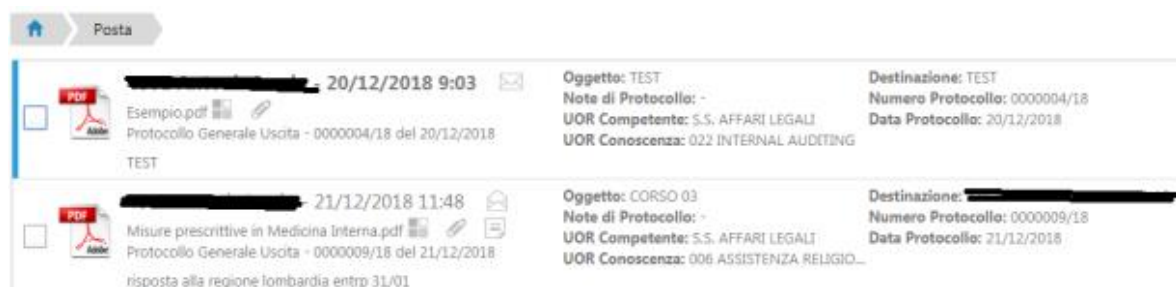 Posta
- 20/12/2018 9:03
Esempio.pdf
Protocollo Generale Uscita - 0000004/18 del 20/12/2018
TEST
Oggetto: TEST
Note di Protocollo: -
UOR Competente: S.S. AFFARI LEGALI
UOR Conoscenza: 022 INTERNAL AUDITING
Destinazione: TEST
Numero Protocollo: 0000004/18
Data Protocollo: 20/12/2018
PDF
Adobe
- 21/12/2018 11:48
Misure prescrittive in Medicina Interna.pdf
Protocollo Generale Uscita - 0000009/18 del 21/12/2018
risposta alla regione lombardia entrp 31/01
Oggetto: CORSO 03
Note di Protocollo: -
UOR Competente: S.S. AFFARI LEGALI
UOR Conoscenza: 006 ASSISTENZA RELIGIO...
Destinazione:
Numero Protocollo: 0000009/18
Data Protocollo: 21/12/2018
PDF
Adobe